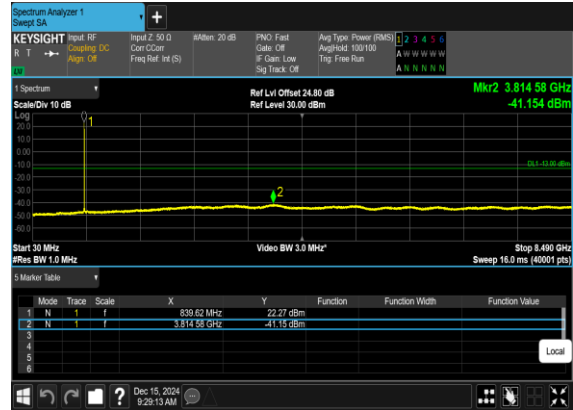 Spectrum Analyzer 1
Swept SA
+
KEYSIGHT Input: RF Input Z: 50 Ω #Atten: 20 dB PNO: Fast Avg Type: Power (RMS) 1 2 3 4 5 6
R T Coupling: DC Corr CCorr Gate: Off Avg|Hold: 100/100 A W W W W W
Align: Off Freq Ref: Int (S) IF Gain: Low Trig: Free Run
Sig Track: Off A N N N N N
1 Spectrum Ref Lvl Offset 24.80 dB Mkr2 3.814 58 GHz
Scale/Div 10 dB Ref Level 30.00 dBm -41.154 dBm
Log
20.0
10.0
0.00
-10.0
-20.0
-30.0
-40.0
-50.0
-60.0
1
2
DL1 -13.00 dBm
Start 30 MHz Video BW 3.0 MHz* Stop 8.490 GHz
#Res BW 1.0 MHz Sweep 16.0 ms (40001 pts)
5 Marker Table
Mode Trace Scale X Y Function Function Width Function Value
1 N 1 f 839.62 MHz 22.27 dBm
2 N 1 f 3.814 58 GHz -41.15 dBm
3
4
5
6
Local
? Dec 15, 2024
9:29:13 AM